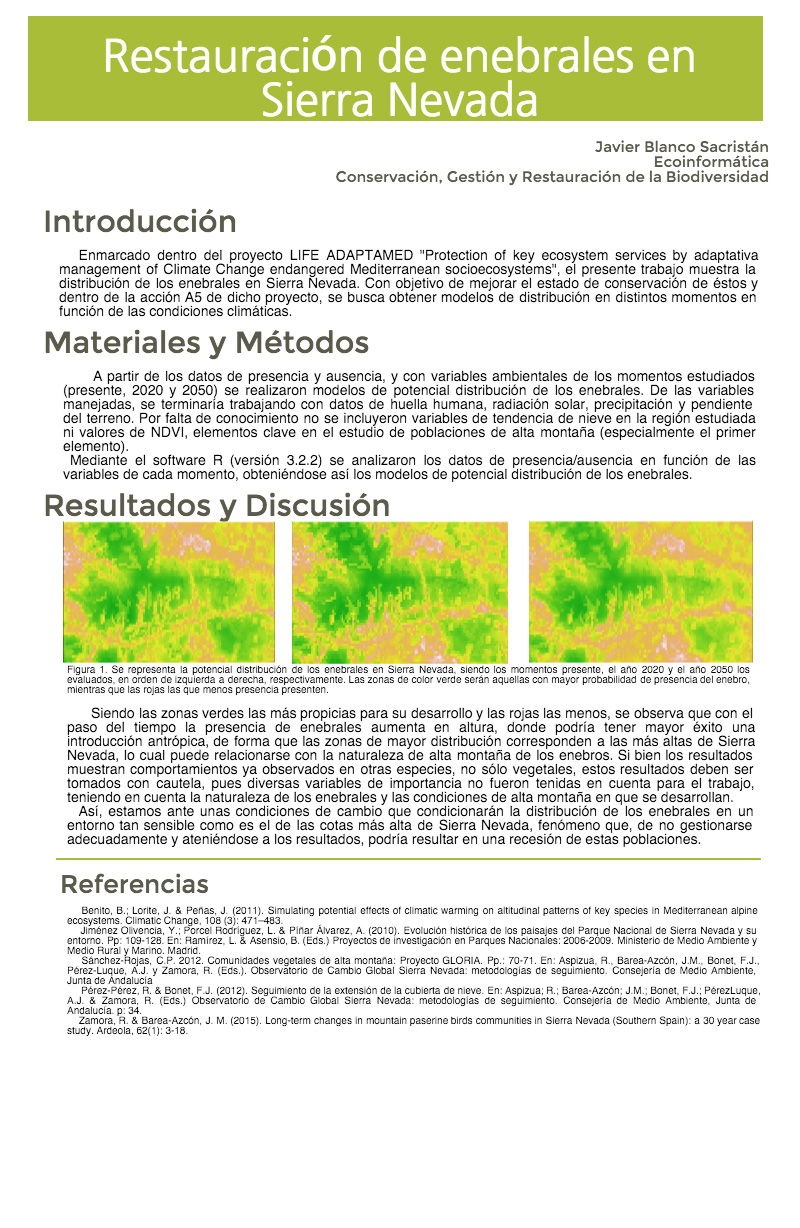 Restauración de enebrales en
Sierra Nevada
Javier Blanco Sacristán
Ecoinformática
Conservación, Gestión y Restauración de la Biodiversidad
Introducción
Enmarcado dentro del proyecto LIFE ADAPTAMED "Protection of key ecosystem services by adaptativa
management of Climate Change endangered Mediterranean socioecosystems", el presente trabajo muestra la
distribución de los enebrales en Sierra Nevada. Con objetivo de mejorar el estado de conservación de éstos y
dentro de la acción A5 de dicho proyecto, se busca obtener modelos de distribución en distintos momentos en
función de las condiciones climáticas.
Materiales y Métodos
A partir de los datos de presencia y ausencia, y con variables ambientales de los momentos estudiados
(presente, 2020 y 2050) se realizaron modelos de potencial distribución de los enebrales. De las variables
manejadas, se terminaría trabajando con datos de huella humana, radiación solar, precipitación y pendiente
del terreno. Por falta de conocimiento no se incluyeron variables de tendencia de nieve en la región estudiada
ni valores de NDVI, elementos clave en el estudio de poblaciones de alta montaña (especialmente el primer
elemento).
Mediante el software R (versión 3.2.2) se analizaron los datos de presencia/ausencia en función de las
variables de cada momento, obteniéndose así los modelos de potencial distribución de los enebrales.
Resultados y Discusión
Figura 1. Se representa la potencial distribución de los enebrales en Sierra Nevada, siendo los momentos presente, el año 2020 y el año 2050 los
evaluados, en orden de izquierda a derecha, respectivamente. Las zonas de color verde serán aquellas con mayor probabilidad de presencia del enebro,
mientras que las rojas las que menos presencia presenten.
Siendo las zonas verdes las más propicias para su desarrollo y las rojas las menos, se observa que con el
paso del tiempo la presencia de enebrales aumenta en altura, donde podría tener mayor éxito una
introducción antrópica, de forma que las zonas de mayor distribución corresponden a las más altas de Sierra
Nevada, lo cual puede relacionarse con la naturaleza de alta montaña de los enebros. Si bien los resultados
muestran comportamientos ya observados en otras especies, no sólo vegetales, estos resultados deben ser
tomados con cautela, pues diversas variables de importancia no fueron tenidas en cuenta para el trabajo,
teniendo en cuenta la naturaleza de los enebrales y las condiciones de alta montaña en que se desarrollan.
Así, estamos ante unas condiciones de cambio que condicionarán la distribución de los enebrales en un
entorno tan sensible como es el de las cotas más alta de Sierra Nevada, fenómeno que, de no gestionarse
adecuadamente y ateniéndose a los resultados, podría resultar en una recesión de estas poblaciones.
Referencias
Benito, B.; Lorite, J. & Peñas, J. (2011). Simulating potential effects of climatic warming on altitudinal patterns of key species in Mediterranean alpine
ecosystems. Climatic Change, 108 (3): 471–483.
Jiménez Olivencia, Y.; Porcel Rodríguez, L. & Píñar Álvarez, A. (2010). Evolución histórica de los paisajes del Parque Nacional de Sierra Nevada y su
entorno. Pp: 109-128. En: Ramírez, L. & Asensio, B. (Eds.) Proyectos de investigación en Parques Nacionales: 2006-2009. Ministerio de Medio Ambiente y
Medio Rural y Marino. Madrid.
Sánchez-Rojas, C.P. 2012. Comunidades vegetales de alta montaña: Proyecto GLORIA. Pp.: 70-71. En: Aspizua, R., Barea-Azcón, J.M., Bonet, F.J.,
Pérez-Luque, A.J. y Zamora, R. (Eds.). Observatorio de Cambio Global Sierra Nevada: metodologías de seguimiento. Consejería de Medio Ambiente,
Junta de Andalucía
Pérez-Pérez, R. & Bonet, F.J. (2012). Seguimiento de la extensión de la cubierta de nieve. En: Aspizua; R.; Barea-Azcón; J.M.; Bonet, F.J.; PérezLuque,
A.J. & Zamora, R. (Eds.) Observatorio de Cambio Global Sierra Nevada: metodologías de seguimiento. Consejería de Medio Ambiente, Junta de
Andalucía. p: 34.
Zamora, R. & Barea-Azcón, J. M. (2015). Long-term changes in mountain paserine birds communities in Sierra Nevada (Southern Spain): a 30 year case
study. Ardeola, 62(1): 3-18.